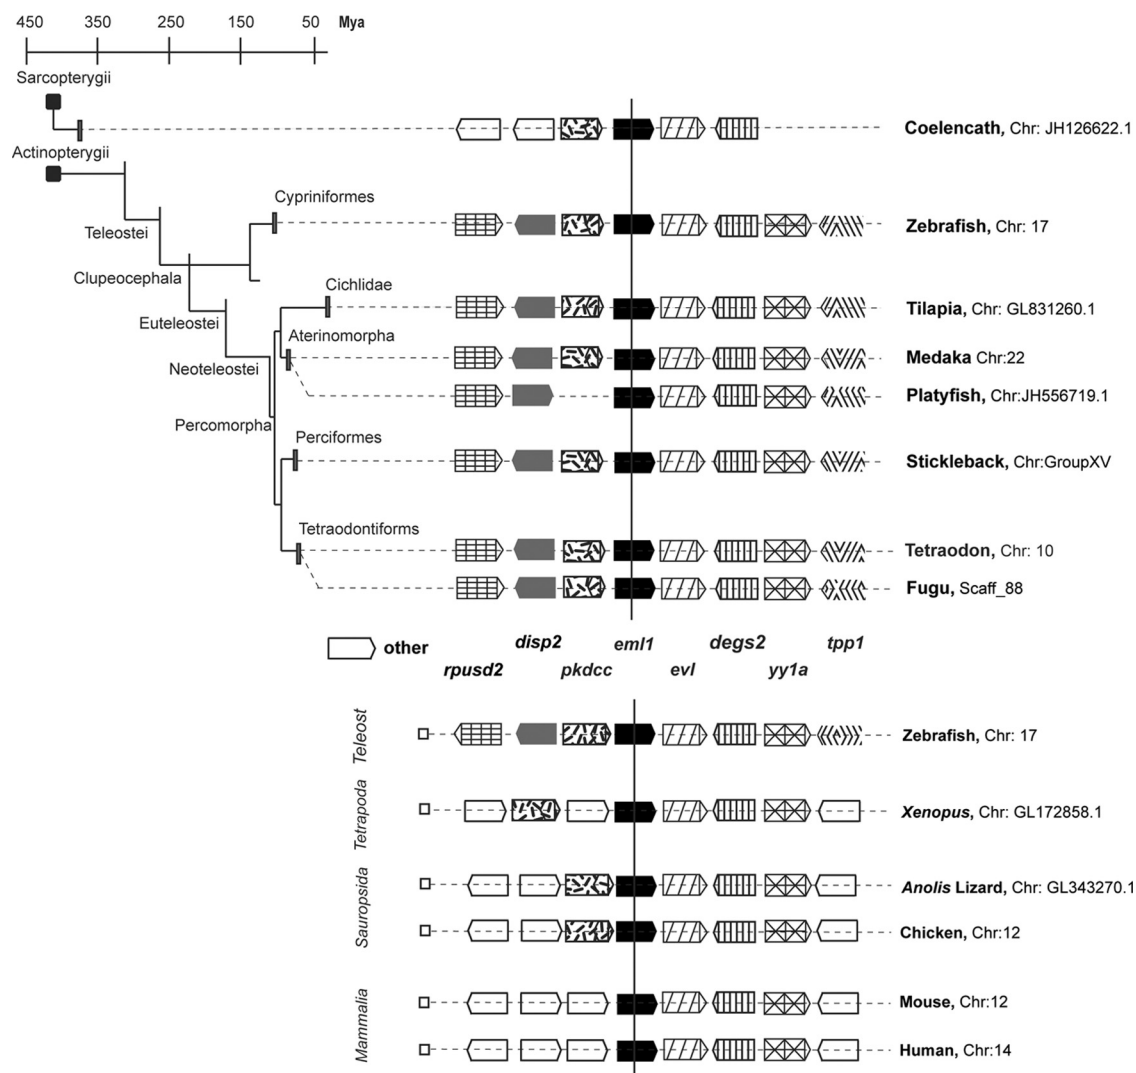 450 350 250 150 50 Mya
Sarcopterygii
Coelencath, Chr: JH126622.1
Actinopterygii
Cypriniformes
Zebrafish, Chr: 17
Teleostei
Clupeocephala
Cichlidae
Tilapia, Chr: GL831260.1
Euteleostei
Aterinomorpha
Medaka Chr:22
Neoteleostei
Platyfish, Chr:JH556719.1
Percomorpha
Perciformes
Stickleback, Chr:GroupXV
Tetraodontiforms
Tetraodon, Chr: 10
Fugu, Scaff_88
other
disp2 eml1 degs2 tpp1
rpusd2 pkdcc evl yy1a
Teleost
Zebrafish, Chr: 17
Tetrapoda
Xenopus, Chr: GL172858.1
Sauropsida
Anolis Lizard, Chr: GL343270.1
Chicken, Chr:12
Mammalia
Mouse, Chr:12
Human, Chr:14